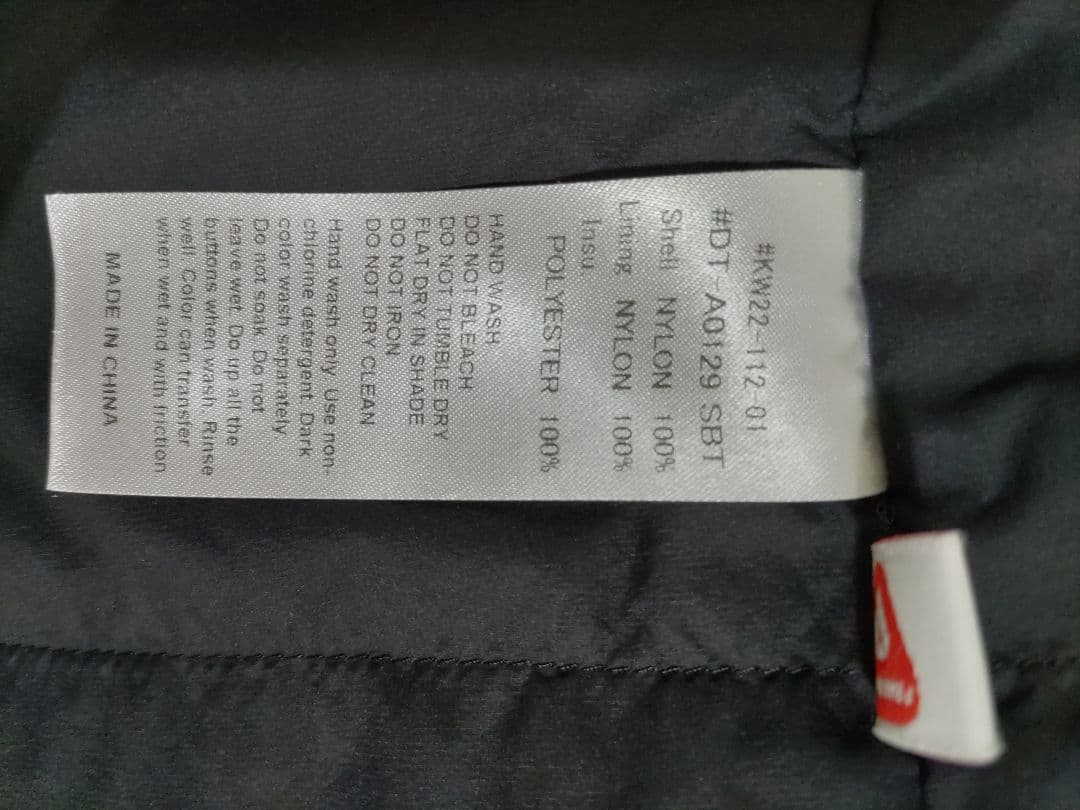 #KW22-112-01
#DT-A0129 SBT
Shell NYLON 100%
Lining NYLON 100%
Insu
POLYESTER 100%
HAND WASH
DO NOT BLEACH
DO NOT TUMBLE DRY
FLAT DRY IN SHADE
DO NOT IRON
DO NOT DRY CLEAN
Hand wash only. Use non-
chlorine detergent. Dark
color wash separately
Do not soak. Do not
leave wet. Do up all the
buttons when wash. Rinse
well. Color can transfer
when wet and with friction.
MADE IN CHINA